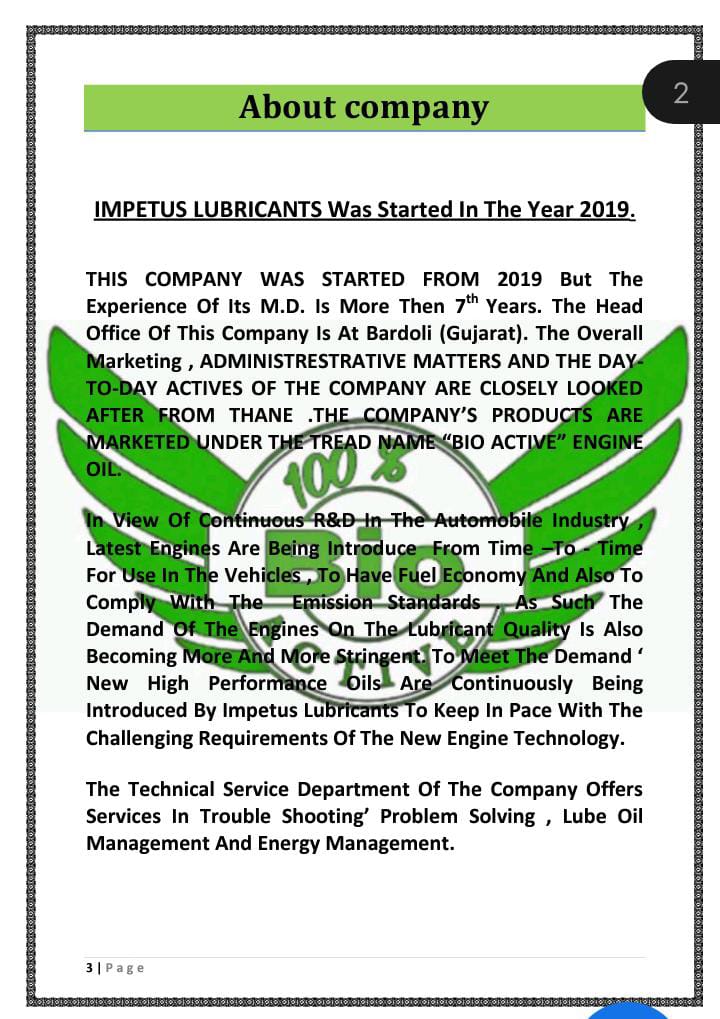 2
About company
IMPETUS LUBRICANTS Was Started In The Year 2019.
THIS COMPANY WAS STARTED FROM 2019 But The
Experience Of Its M.D. Is More Then 7th Years. The Head
Office Of This Company Is At Bardoli (Gujarat). The Overall
Marketing , ADMINISTRESTRATIVE MATTERS AND THE DAY-
TO-DAY ACTIVES OF THE COMPANY ARE CLOSELY LOOKED
AFTER FROM THANE .THE COMPANY’S PRODUCTS ARE
MARKETED UNDER THE TREAD NAME “BIO ACTIVE” ENGINE
OIL.
100 %
Bio
ACTIVE
In View Of Continuous R&D In The Automobile Industry ,
Latest Engines Are Being Introduce From Time –To - Time
For Use In The Vehicles , To Have Fuel Economy And Also To
Comply With The Emission Standards . As Such The
Demand Of The Engines On The Lubricant Quality Is Also
Becoming More And More Stringent. To Meet The Demand ‘
New High Performance Oils Are Continuously Being
Introduced By Impetus Lubricants To Keep In Pace With The
Challenging Requirements Of The New Engine Technology.
The Technical Service Department Of The Company Offers
Services In Trouble Shooting’ Problem Solving , Lube Oil
Management And Energy Management.
3 | Page